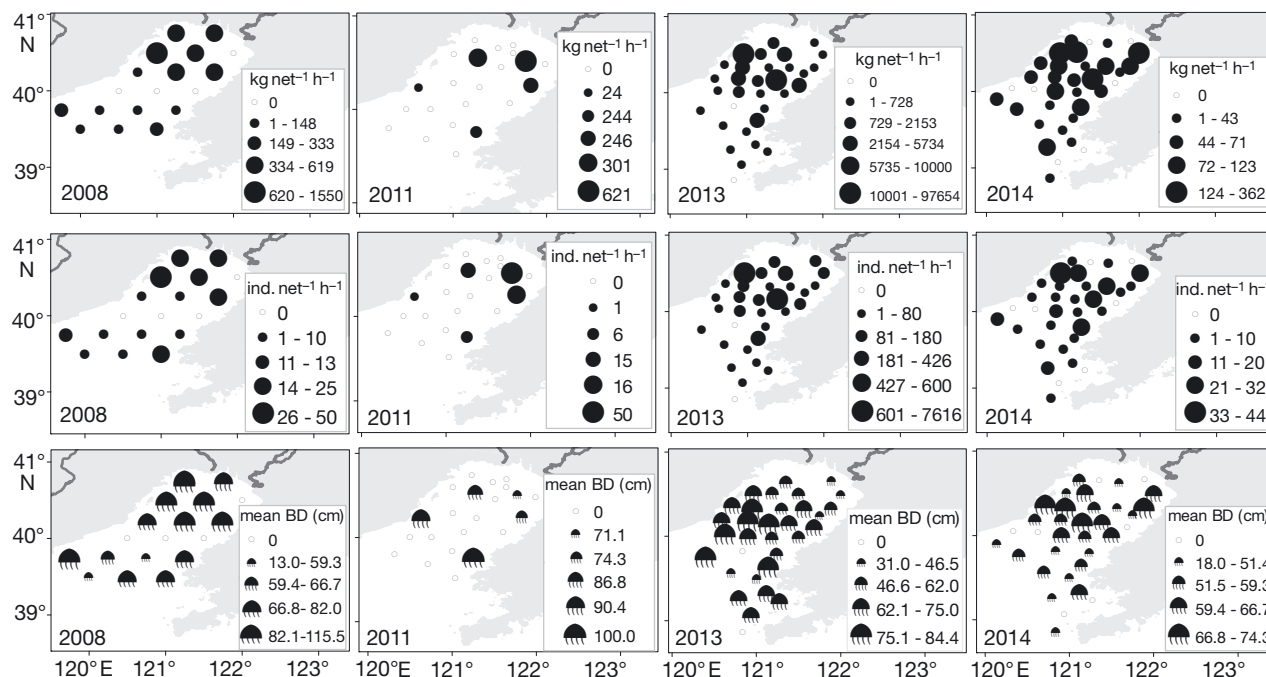 41°
N
40°
39°
2008
kg net⁻¹ h⁻¹
0
1 - 148
149 - 333
334 - 619
620 - 1550
2011
kg net⁻¹ h⁻¹
0
24
244
246
301
621
2013
kg net⁻¹ h⁻¹
0
1 - 728
729 - 2153
2154 - 5734
5735 - 10000
10001 - 97654
2014
kg net⁻¹ h⁻¹
0
1 - 43
44 - 71
72 - 123
124 - 362
41°
N
40°
39°
2008
ind. net⁻¹ h⁻¹
0
1 - 10
11 - 13
14 - 25
26 - 50
2011
ind. net⁻¹ h⁻¹
0
1
6
15
16
50
2013
ind. net⁻¹ h⁻¹
0
1 - 80
81 - 180
181 - 426
427 - 600
601 - 7616
2014
ind. net⁻¹ h⁻¹
0
1 - 10
11 - 20
21 - 32
33 - 44
41°
N
40°
39°
2008
mean BD (cm)
0
13.0 - 59.3
59.4 - 66.7
66.8 - 82.0
82.1 - 115.5
2011
mean BD (cm)
0
71.1
74.3
86.8
90.4
100.0
2013
mean BD (cm)
0
31.0 - 46.5
46.6 - 62.0
62.1 - 75.0
75.1 - 84.4
2014
mean BD (cm)
0
18.0 - 51.4
51.5 - 59.3
59.4 - 66.7
66.8 - 74.3
120° E 121° 122° 123°
120° E 121° 122° 123°
120° E 121° 122° 123°
120° E 121° 122° 123°